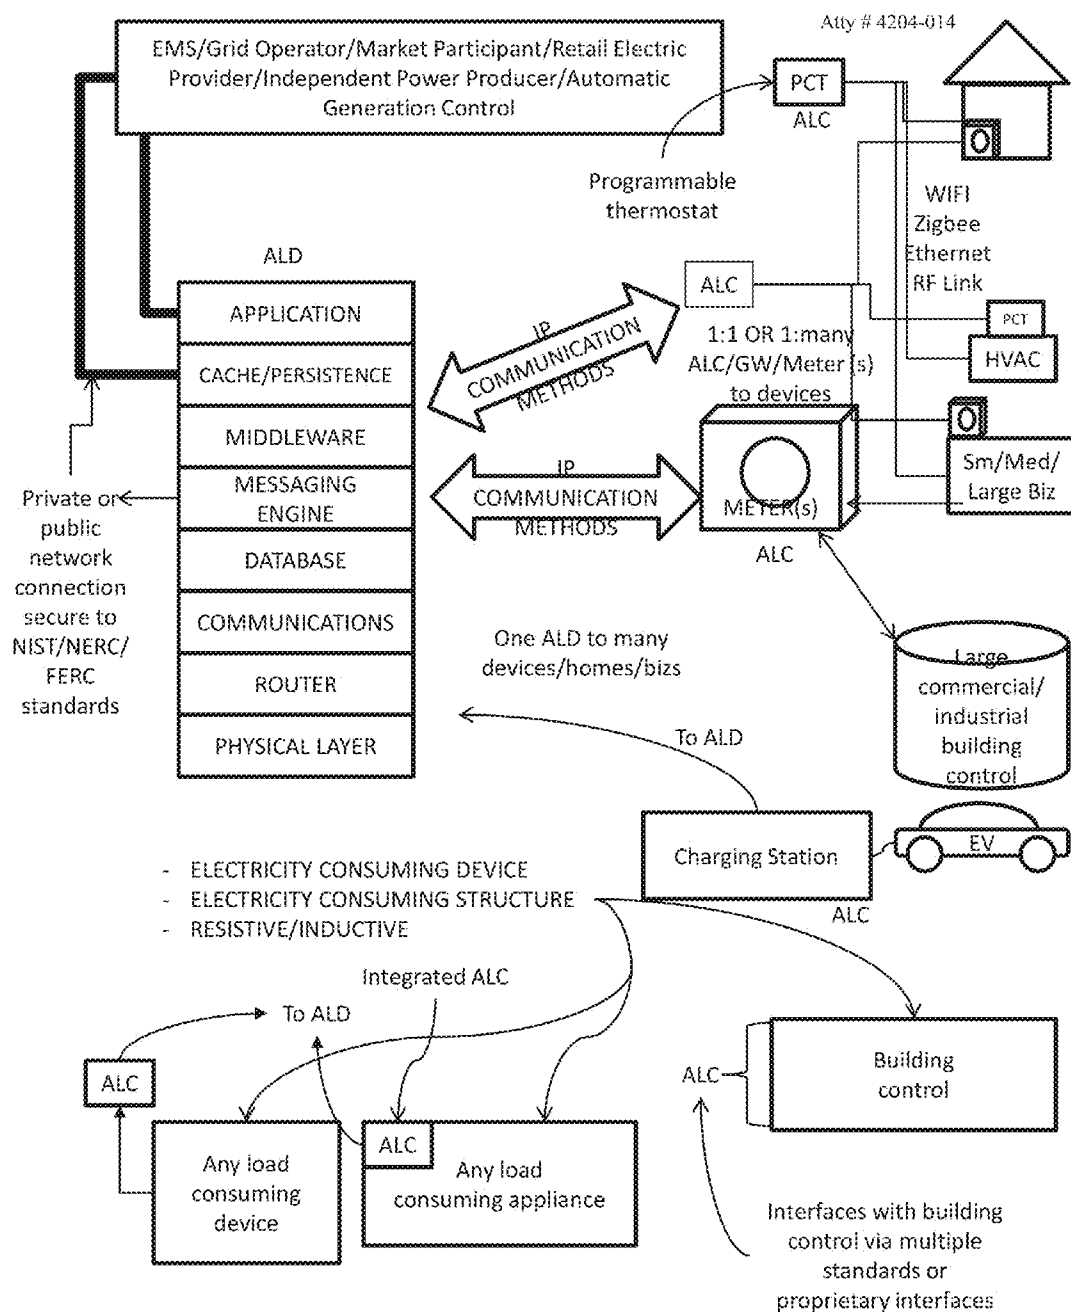 Atty # 4204-014
EMS/Grid Operator/Market Participant/Retail Electric
Provider/Independent Power Producer/Automatic
Generation Control
PCT
ALC
Programmable
thermostat
WIFI
Zigbee
Ethernet
RF Link
ALD
APPLICATION
CACHE/PERSISTENCE
MIDDLEWARE
MESSAGING
ENGINE
DATABASE
COMMUNICATIONS
ROUTER
PHYSICAL LAYER
IP
COMMUNICATION
METHODS
ALC
1:1 OR 1:many
ALC/GW/Meter (s)
to devices
PCT
HVAC
IP
COMMUNICATION
METHODS
METER(s)
ALC
Sm/Med/
Large Biz
Private or
public
network
connection
secure to
NIST/NERC/
FERC
standards
One ALD to many
devices/homes/bizs
Large
commercial/
industrial
building
control
To ALD
Charging Station
ALC
EV
- ELECTRICITY CONSUMING DEVICE
- ELECTRICITY CONSUMING STRUCTURE
- RESISTIVE/INDUCTIVE
Integrated ALC
To ALD
ALC
Any load
consuming
device
ALC
Any load
consuming appliance
ALC
Building
control
Interfaces with building
control via multiple
standards or
proprietary interfaces